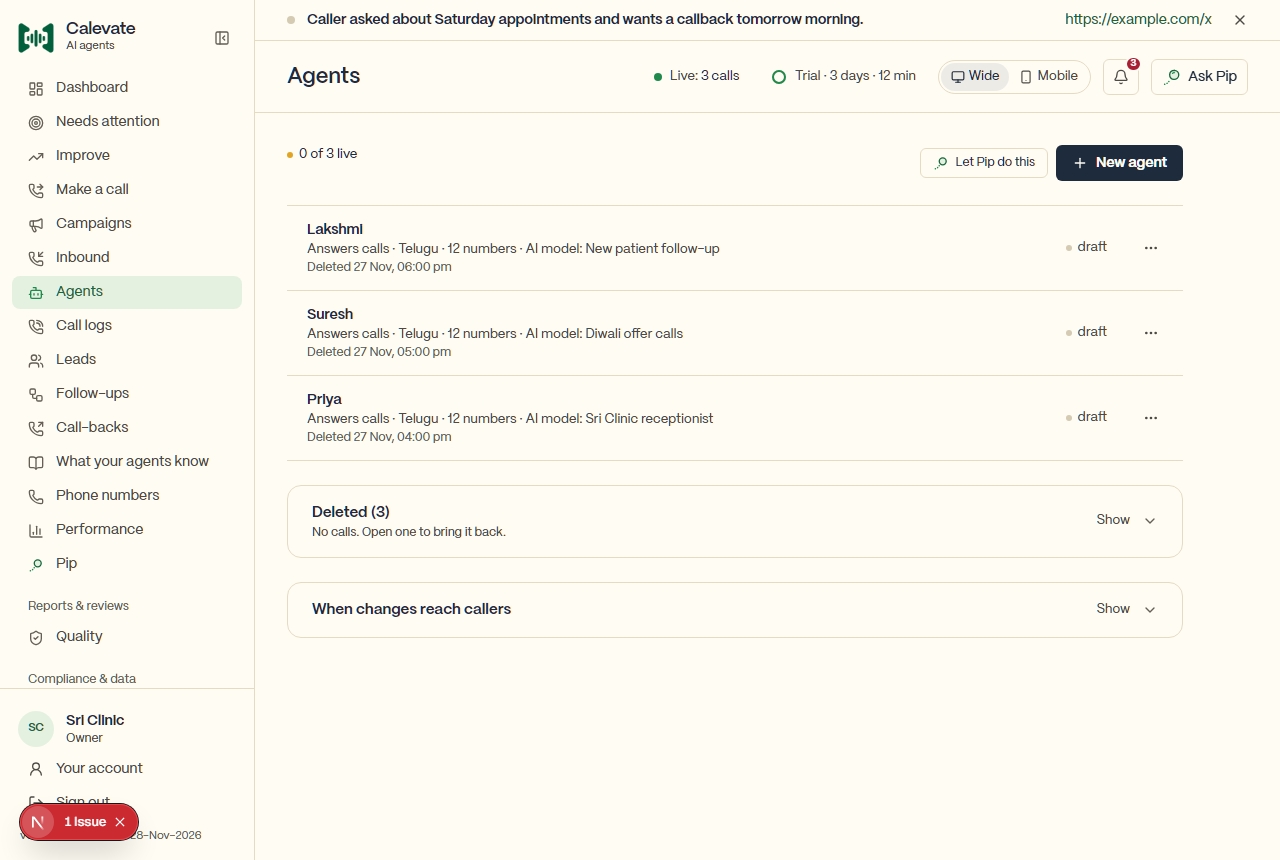 Calevate
AI agents
Dashboard
Needs attention
Improve
Make a call
Campaigns
Inbound
Agents
Call logs
Leads
Follow-ups
Call-backs
What your agents know
Phone numbers
Performance
Pip
Reports & reviews
Quality
Compliance & data
SC
Sri Clinic
Owner
Your account
Sign out
1 Issue
28-Nov-2026
Caller asked about Saturday appointments and wants a callback tomorrow morning.
https://example.com/x
Agents
Live: 3 calls
Trial · 3 days · 12 min
Wide
Mobile
3
Ask Pip
0 of 3 live
Let Pip do this
New agent
Lakshmi
Answers calls · Telugu · 12 numbers · AI model: New patient follow-up
Deleted 27 Nov, 06:00 pm
draft
Suresh
Answers calls · Telugu · 12 numbers · AI model: Diwali offer calls
Deleted 27 Nov, 05:00 pm
draft
Priya
Answers calls · Telugu · 12 numbers · AI model: Sri Clinic receptionist
Deleted 27 Nov, 04:00 pm
draft
Deleted (3)
No calls. Open one to bring it back.
Show
When changes reach callers
Show